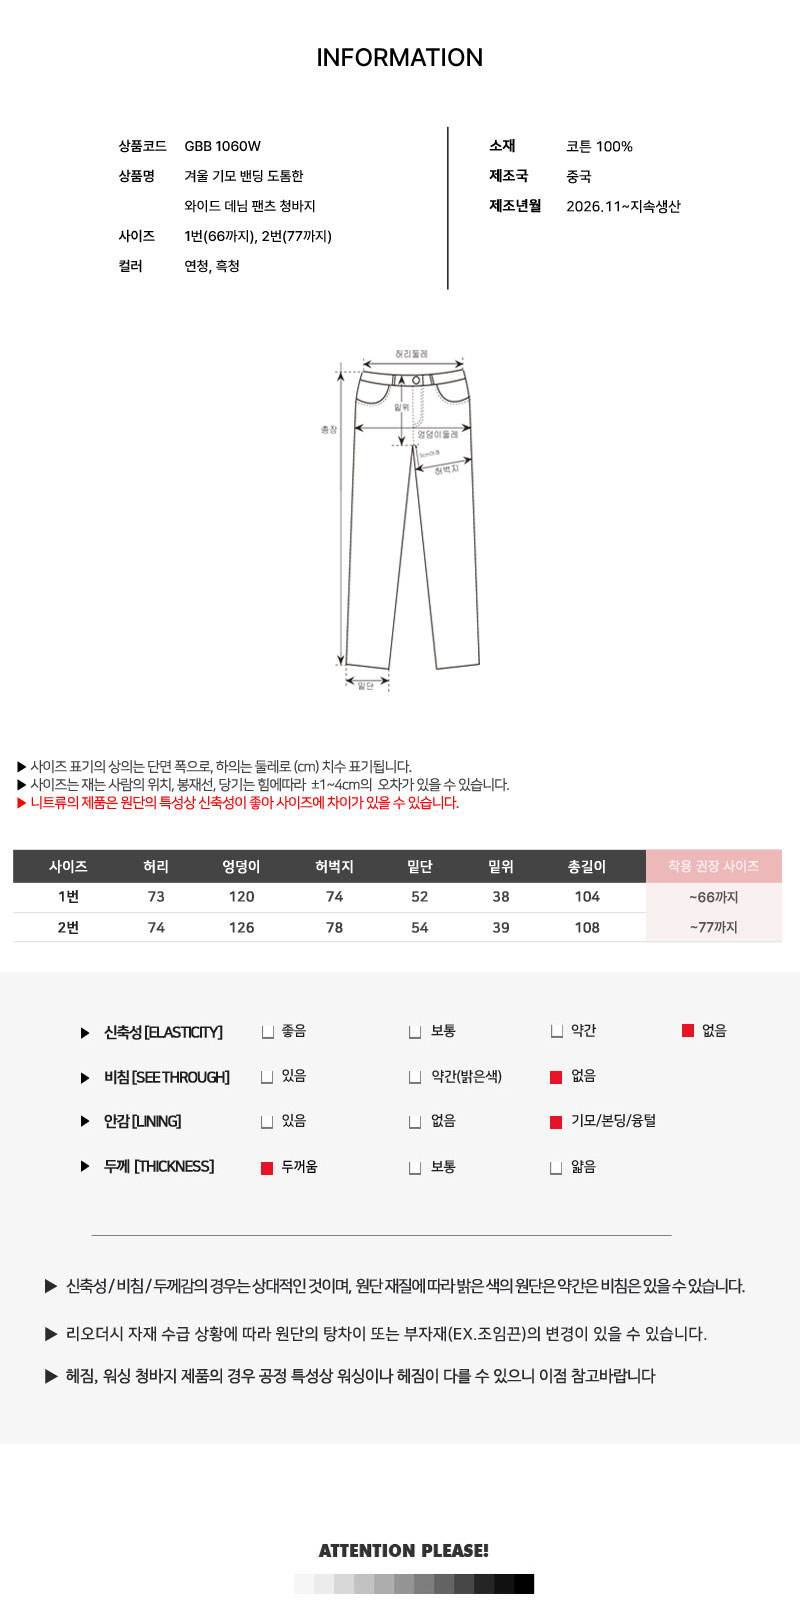 INFORMATION
상품코드 GBB 1060W
상품명 겨울 기모 밴딩 도톰한
와이드 데님 팬츠 청바지
사이즈 1번(66까지), 2번(77까지)
컬러 연청, 흑청
소재 코튼 100%
제조국 중국
제조년월 2026.11~지속생산
허리둘레
밑위
총장
엉덩이둘레
허벅지
밑단
▶ 사이즈 표기의 상의는 단면 폭으로, 하의는 둘레로 (cm) 치수 표기됩니다.
▶ 사이즈는 재는 사람의 위치, 봉재선, 당기는 힘에따라 ±1~4cm의 오차가 있을 수 있습니다.
▶ 니트류의 제품은 원단의 특성상 신축성이 좋아 사이즈에 차이가 있을 수 있습니다.
사이즈 허리 엉덩이 허벅지 밑단 밑위 총길이 착용 권장 사이즈
1번 73 120 74 52 38 104 ~66까지
2번 74 126 78 54 39 108 ~77까지
▶ 신축성 [ELASTICITY] 좋음 보통 약간 없음
▶ 비침 [SEE THROUGH] 있음 약간(밝은색) 없음
▶ 안감 [LINING] 있음 없음 기모/본딩/융털
▶ 두께 [THICKNESS] 두꺼움 보통 얇음
▶ 신축성 / 비침 / 두께감의 경우는 상대적인 것이며, 원단 재질에 따라 밝은 색의 원단은 약간은 비침은 있을 수 있습니다.
▶ 리오더시 자재 수급 상황에 따라 원단의 탕차이 또는 부자재(EX.조임끈)의 변경이 있을 수 있습니다.
▶ 헤짐, 워싱 청바지 제품의 경우 공정 특성상 워싱이나 헤짐이 다를 수 있으니 이점 참고바랍니다
ATTENTION PLEASE!